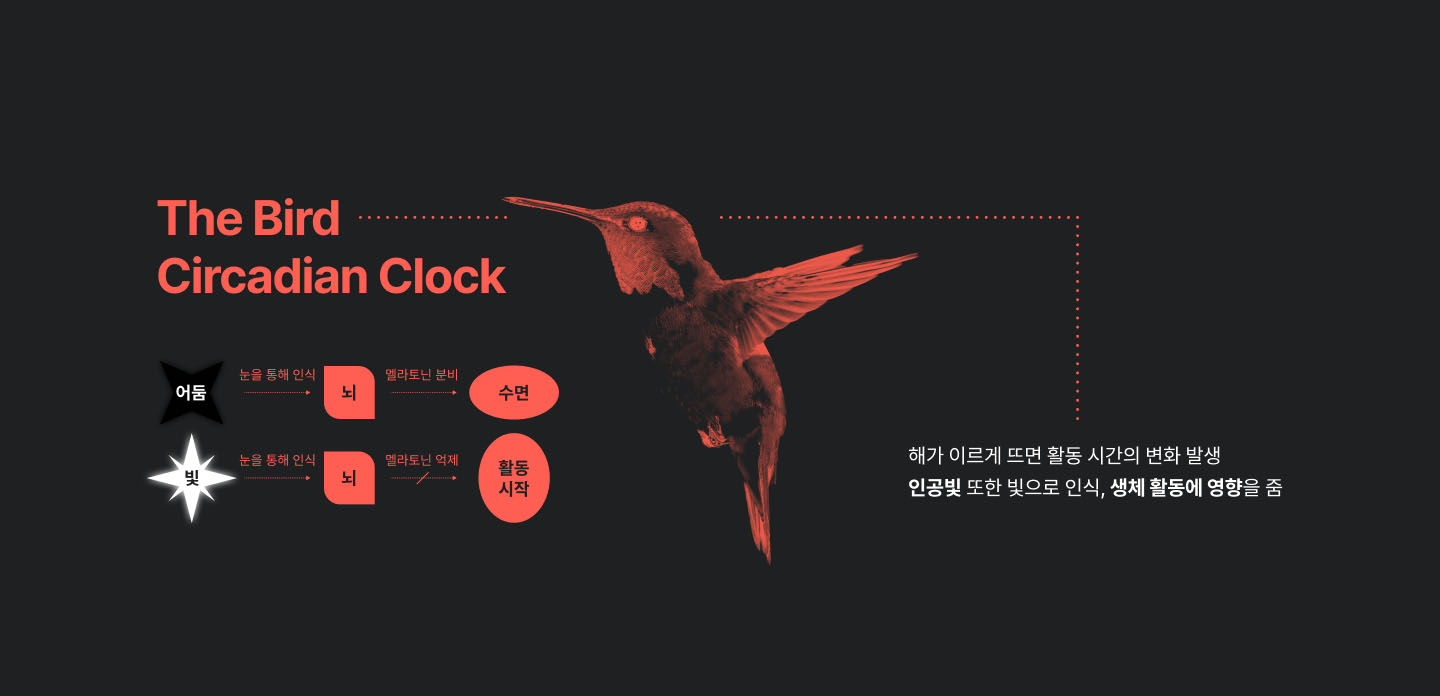 The Bird
Circadian Clock
어둠
눈을 통해 인식
뇌
멜라토닌 분비
수면
빛
눈을 통해 인식
뇌
멜라토닌 억제
활동
시작
해가 이르게 뜨면 활동 시간의 변화 발생
인공빛 또한 빛으로 인식, 생체 활동에 영향을 줌